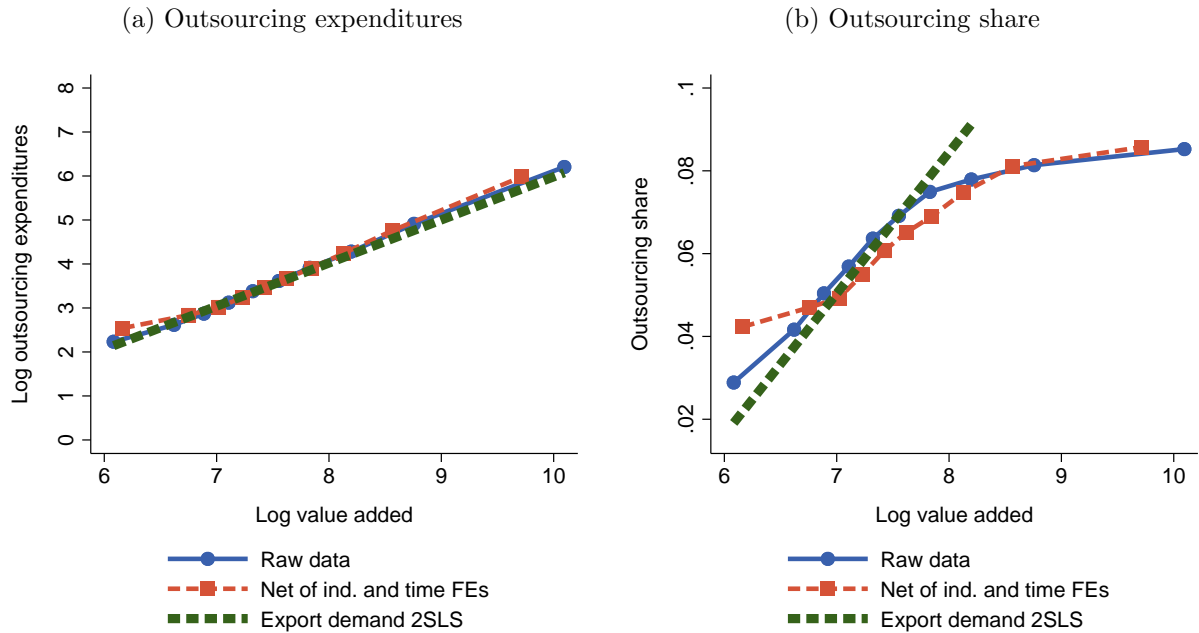 (a) Outsourcing expenditures
8
7
6
5
4
3
2
1
0
Log outsourcing expenditures
6 7 8 9 10
Log value added
Raw data
Net of ind. and time FEs
Export demand 2SLS
(b) Outsourcing share
.1
.08
.06
.04
.02
Outsourcing share
6 7 8 9 10
Log value added
Raw data
Net of ind. and time FEs
Export demand 2SLS